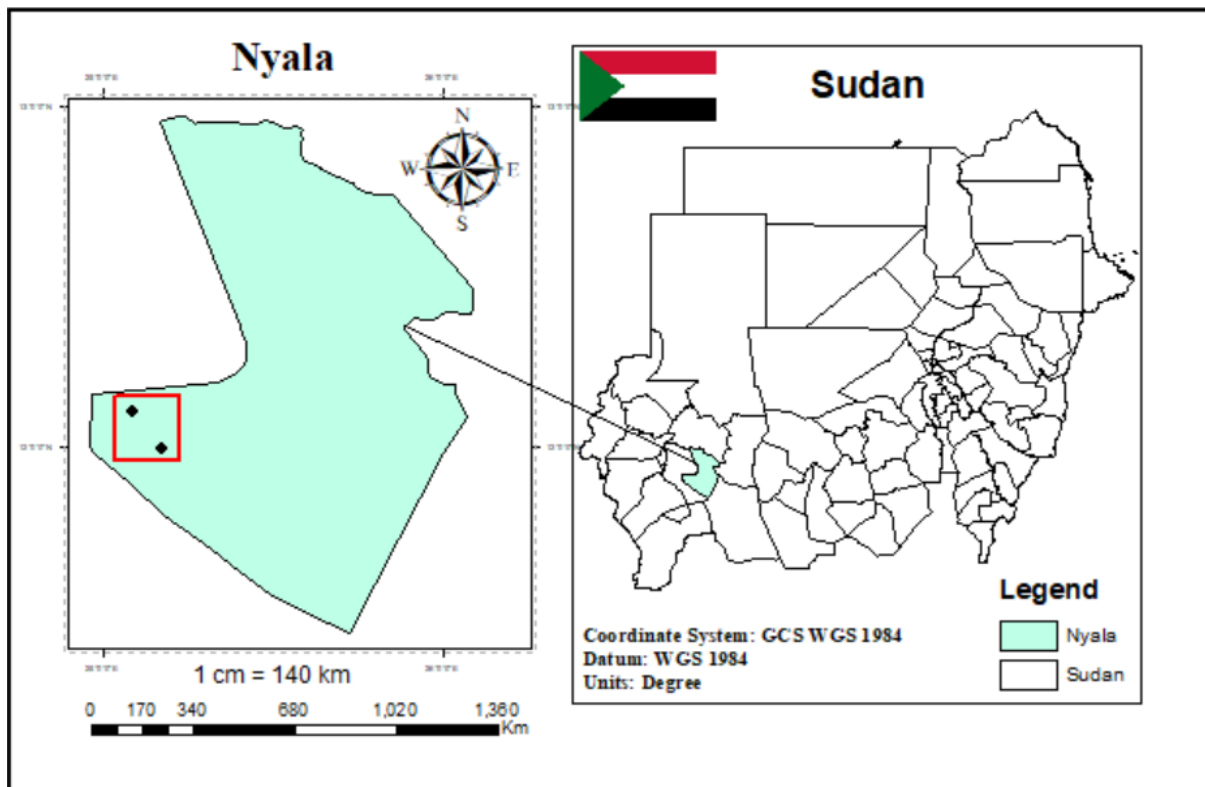 Nyala
N
W E
S
1 cm = 140 km
0 170 340 680 1,020 1,360
Km
Sudan
Legend
Nyala
Sudan
Coordinate System: GCS WGS 1984
Datum: WGS 1984
Units: Degree